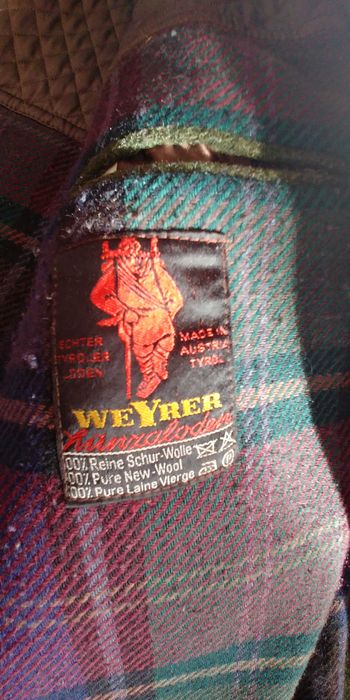 ECHTER
TYROLER
LODEN
MADE IN
AUSTRIA
TYROL
WEYRER
100% Reine Schur-Wolle
100% Pure New-Wool
100% Pure Laine Vierge